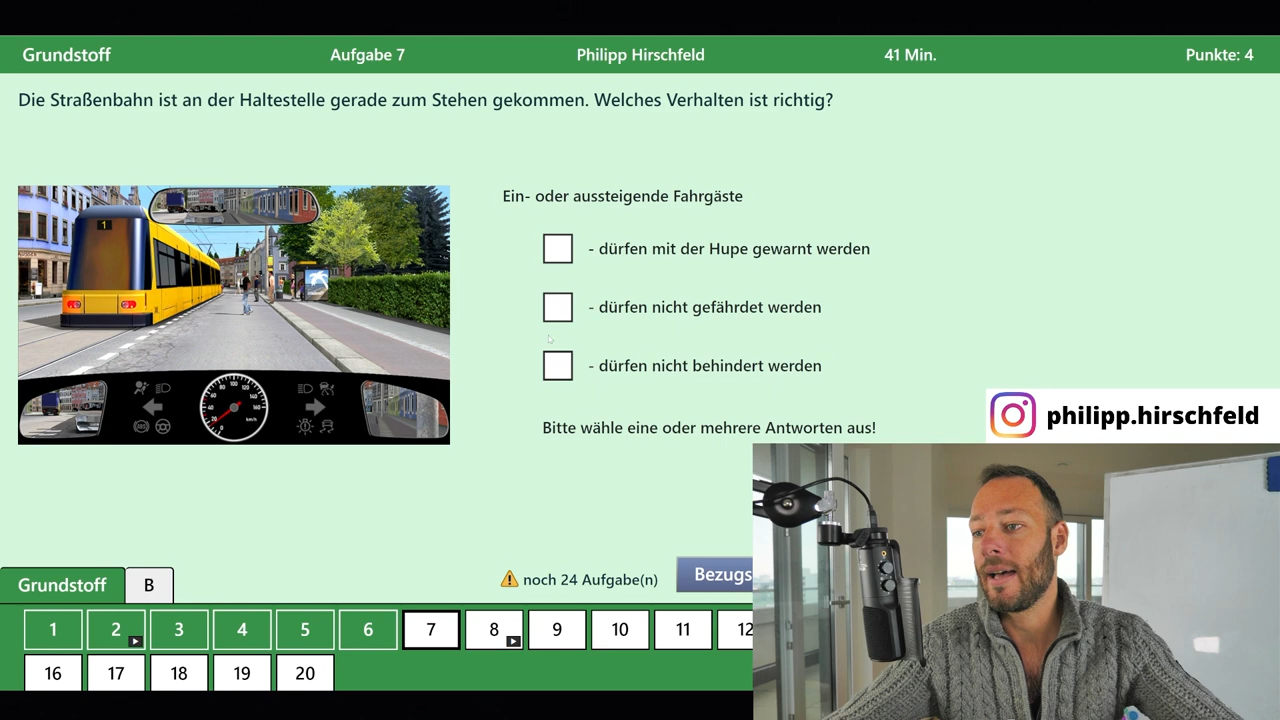 Grundstoff Aufgabe 7 Philipp Hirschfeld 41 Min. Punkte: 4
Die Straßenbahn ist an der Haltestelle gerade zum Stehen gekommen. Welches Verhalten ist richtig?
1
Ein- oder aussteigende Fahrgäste
- dürfen mit der Hupe gewarnt werden
- dürfen nicht gefährdet werden
- dürfen nicht behindert werden
Bitte wähle eine oder mehrere Antworten aus!
philipp.hirschfeld
Grundstoff B
noch 24 Aufgabe(n)
1 2 3 4 5 6 7 8 9 10 11 12
16 17 18 19 20